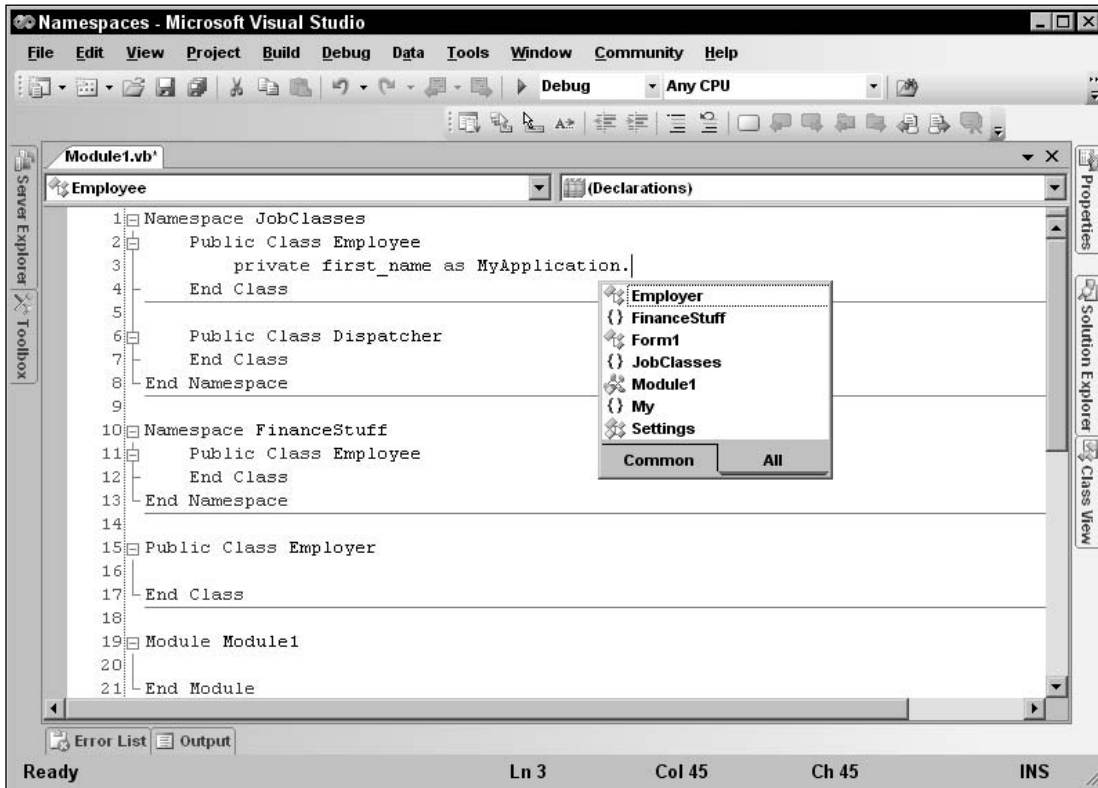 Namespaces - Microsoft Visual Studio
File Edit View Project Build Debug Data Tools Window Community Help
Debug Any CPU
Server Explorer
Toolbox
Module1.vb*
Employee
(Declarations)
1 Namespace JobClasses
2 Public Class Employee
3 private first_name as MyApplication.
4 End Class
5
6 Public Class Dispatcher
7 End Class
8 End Namespace
9
10 Namespace FinanceStuff
11 Public Class Employee
12 End Class
13 End Namespace
14
15 Public Class Employer
16
17 End Class
18
19 Module Module1
20
21 End Module
Employer
{} FinanceStuff
Form1
{} JobClasses
Module1
{} My
Settings
Common All
Properties
Solution Explorer
Class View
Error List Output
Ready Ln 3 Col 45 Ch 45 INS